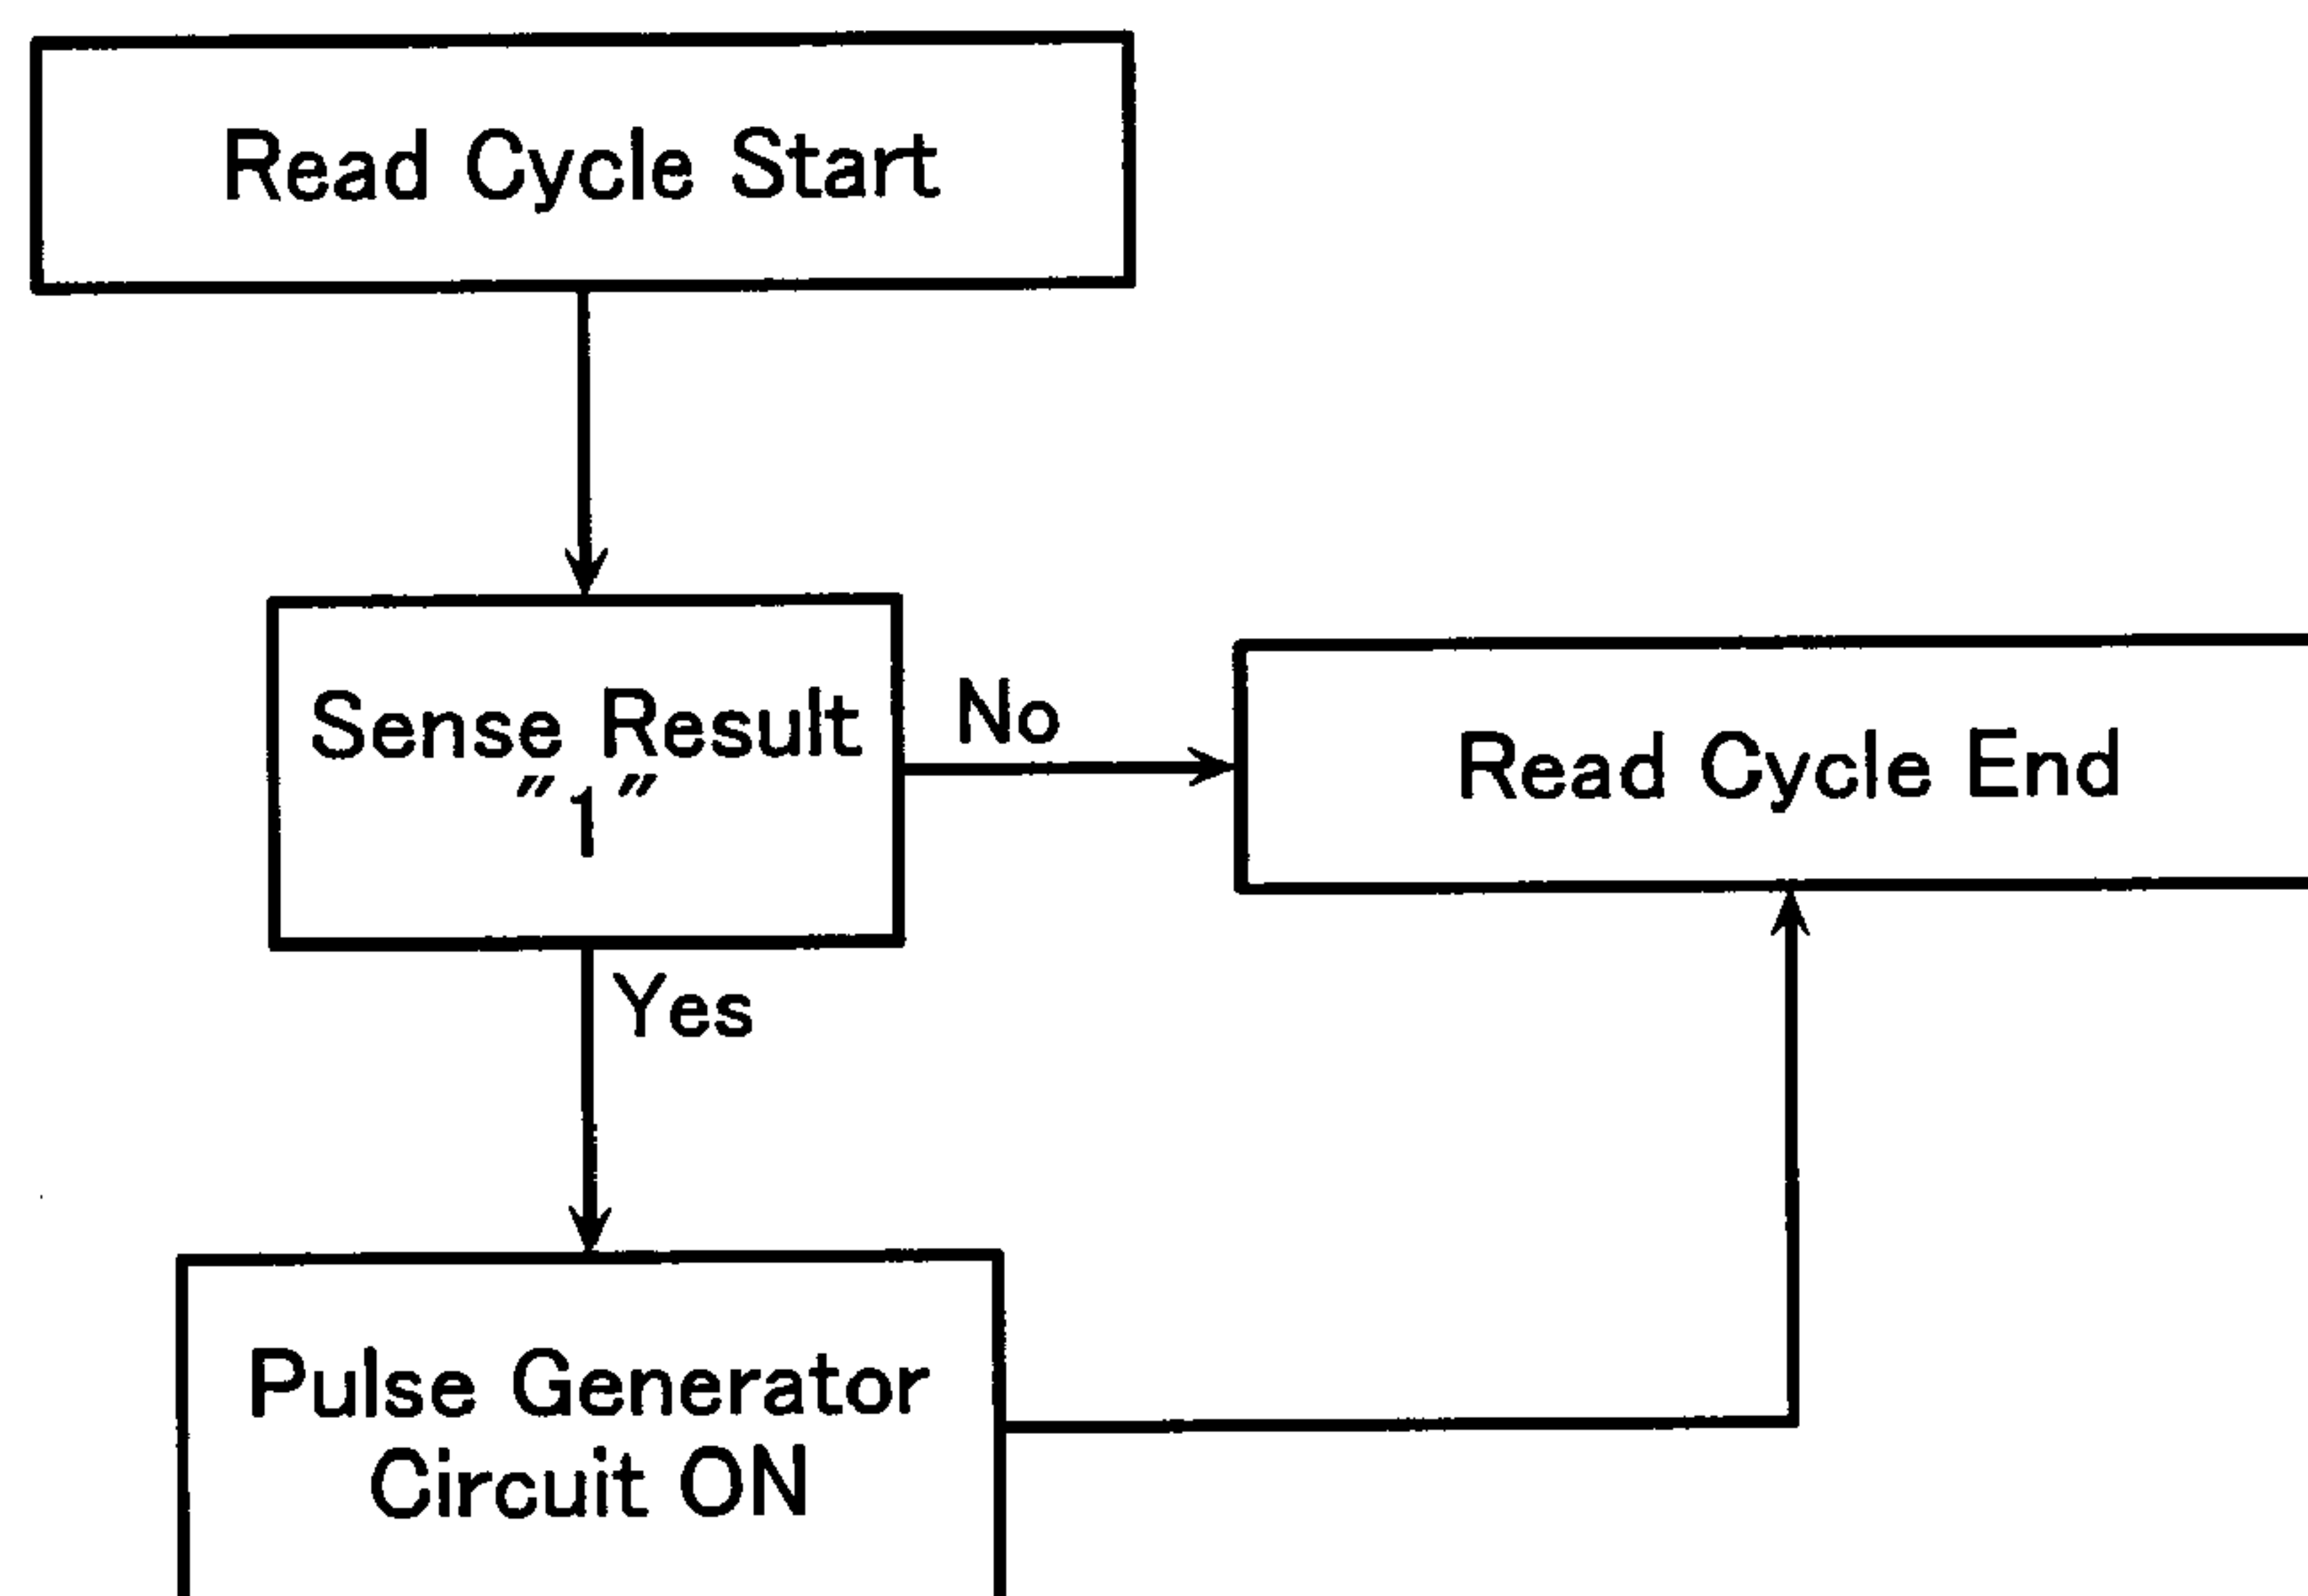 Read Cycle Start
Sense Result
"1"
No
Read Cycle End
Yes
Pulse Generator
Circuit ON